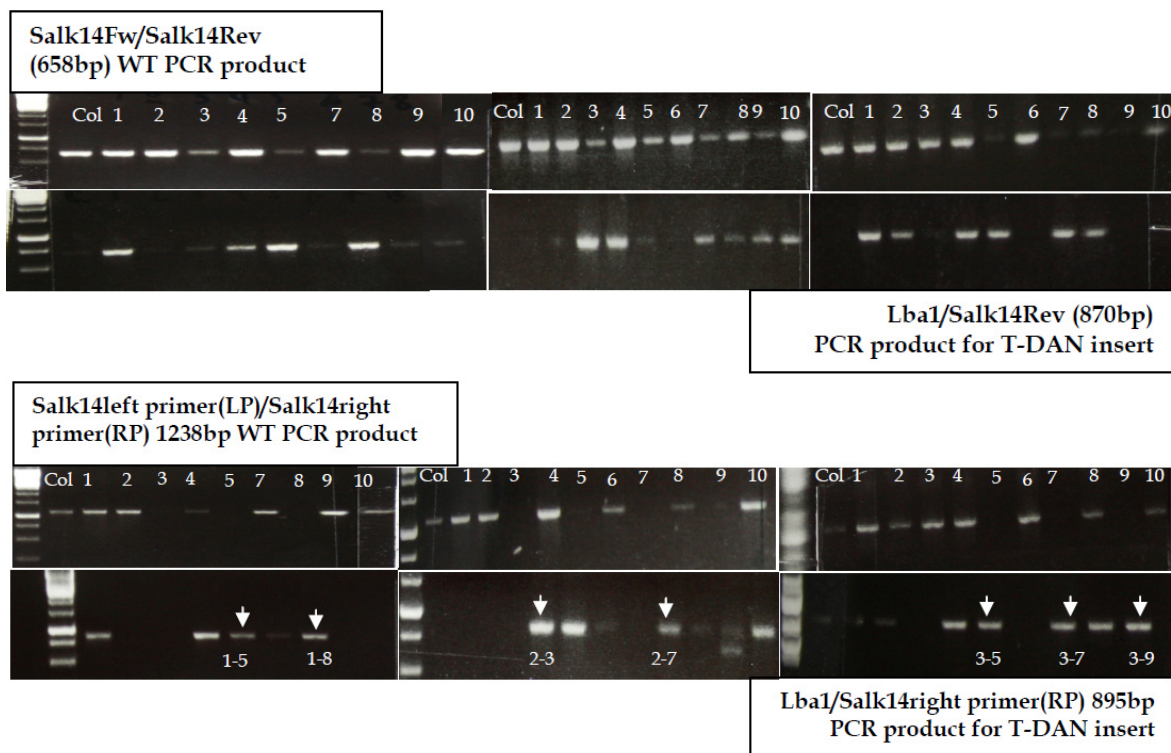 Salk14Fw/Salk14Rev
(658bp) WT PCR product
Col 1 2 3 4 5 7 8 9 10
Col 1 2 3 4 5 6 7 8 9 10
Col 1 2 3 4 5 6 7 8 9 10
Lba1/Salk14Rev (870bp)
PCR product for T-DAN insert
Salk14left primer(LP)/Salk14right
primer(RP) 1238bp WT PCR product
Col 1 2 3 4 5 7 8 9 10
Col 1 2 3 4 5 6 7 8 9 10
Col 1 2 3 4 5 6 7 8 9 10
1-5 1-8
2-3 2-7
3-5 3-7 3-9
Lba1/Salk14right primer(RP) 895bp
PCR product for T-DAN insert